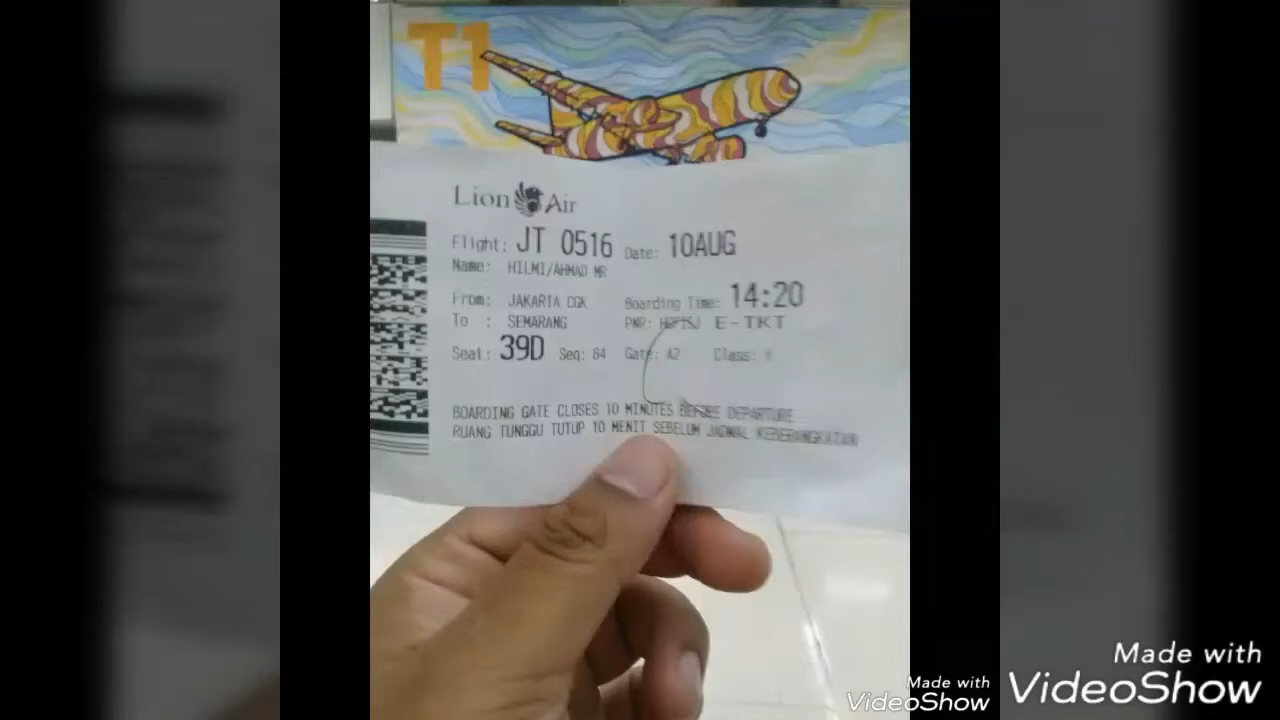 T1
Lion Air
Flight: JT 0516 Date: 10AUG
Name: HILMI/AHMAD MR
From: JAKARTA CGK Boarding Time: 14:20
To : SEMARANG PNR: E-TKT
Seat: 39D Seq: 84 Gate: A2 Class:
BOARDING GATE CLOSES 10 MINUTES BEFORE DEPARTURE
RUANG TUNGGU TUTUP 10 MENIT SEBELUM JADWAL KEBERANGKATAN
Made with
VideoShow
Made with
VideoShow